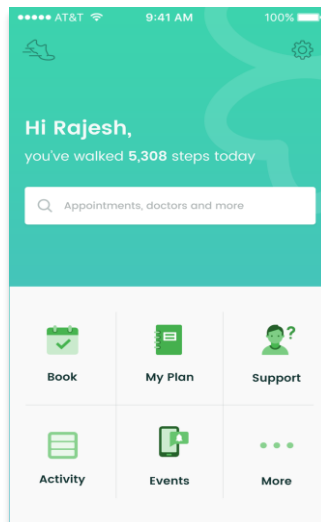 AT&T 9:41 AM 100%
Hi Rajesh,
you've walked 5,308 steps today
Appointments, doctors and more
Book My Plan Support
?
Activity Events More